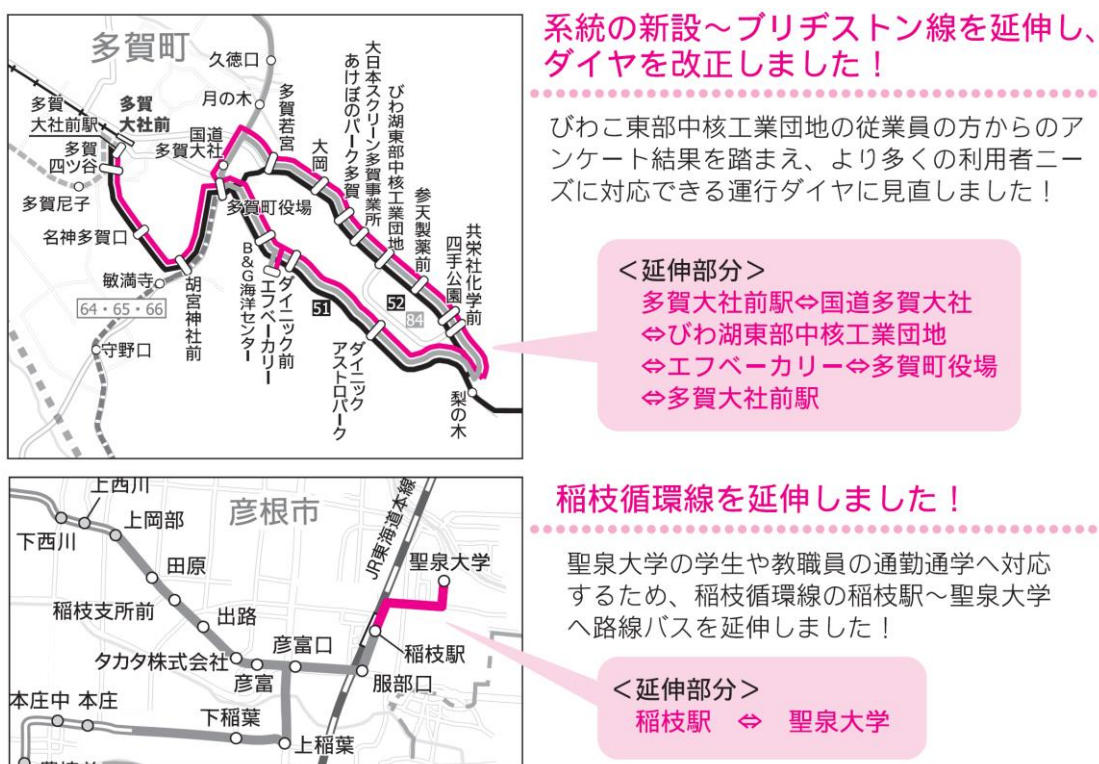 系統の新設～ブリヂストン線を延伸し、
ダイヤを改正しました！
びわこ東部中核工業団地の従業員の方からのア
ンケート結果を踏まえ、より多くの利用者ニー
ズに対応できる運行ダイヤに見直しました！
＜延伸部分＞
多賀大社前駅⇔国道多賀大社
⇔びわ湖東部中核工業団地
⇔エフベーカリー⇔多賀町役場
⇔多賀大社前駅
多賀町
久徳口
月の木
多賀
大社前駅
多賀
大社前
多賀
四ツ谷
国道
多賀大社
多賀尼子
名神多賀口
敏満寺
64・65・66
守野口
胡宮神社前
多賀町役場
多賀若宮
大岡
あけぼのパーク多賀
大日本スクリーン多賀事業所
びわ湖東部中核工業団地
参天製薬前
四手公園
共栄社化学前
B&G海洋センター
エフベーカリー
ダイニック前
51
52
84
ダイニック
アストロパーク
梨の木
稲枝循環線を延伸しました！
聖泉大学の学生や教職員の通勤通学へ対応
するため、稲枝循環線の稲枝駅～聖泉大学
へ路線バスを延伸しました！
＜延伸部分＞
稲枝駅　⇔　聖泉大学
彦根市
上西川
下西川
上岡部
田原
稲枝支所前
出路
タカタ株式会社
彦富
彦富口
JR東海道本線
聖泉大学
稲枝駅
服部口
本庄中
本庄
下稲葉
上稲葉